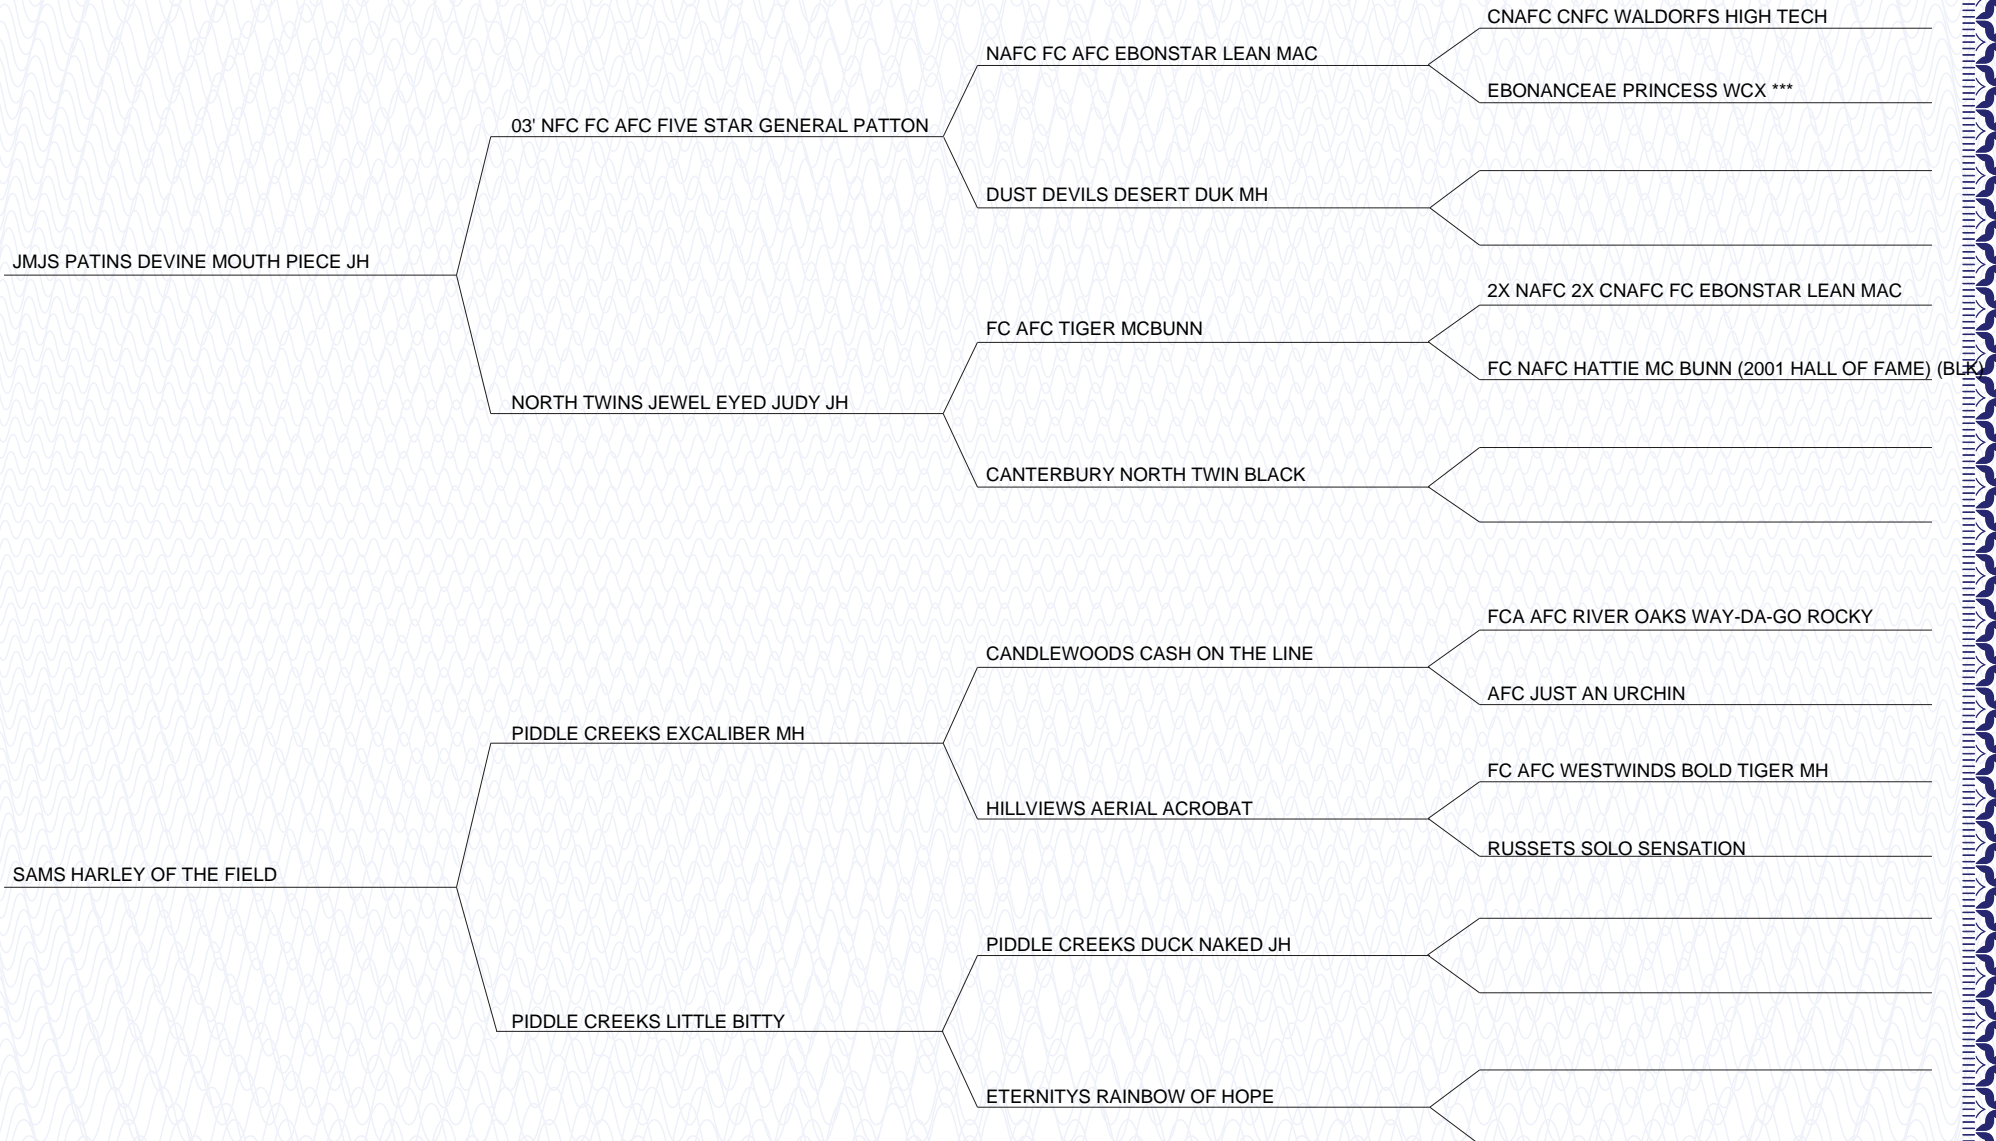 CNAFC CNFC WALDORFS HIGH TECH
NAFC FC AFC EBONSTAR LEAN MAC
EBONANCEAE PRINCESS WCX ***
03' NFC FC AFC FIVE STAR GENERAL PATTON
DUST DEVILS DESERT DUK MH
JMJS PATINS DEVINE MOUTH PIECE JH
2X NAFC 2X CNAFC FC EBONSTAR LEAN MAC
FC AFC TIGER MCBUNN
FC NAFC HATTIE MC BUNN (2001 HALL OF FAME) (BLK)
NORTH TWINS JEWEL EYED JUDY JH
CANTERBURY NORTH TWIN BLACK
FCA AFC RIVER OAKS WAY-DA-GO ROCKY
CANDLEWOODS CASH ON THE LINE
AFC JUST AN URCHIN
PIDDLE CREEKS EXCALIBER MH
FC AFC WESTWINDS BOLD TIGER MH
HILLVIEWS AERIAL ACROBAT
RUSSETS SOLO SENSATION
SAMS HARLEY OF THE FIELD
PIDDLE CREEKS DUCK NAKED JH
PIDDLE CREEKS LITTLE BITTY
ETERNITYS RAINBOW OF HOPE